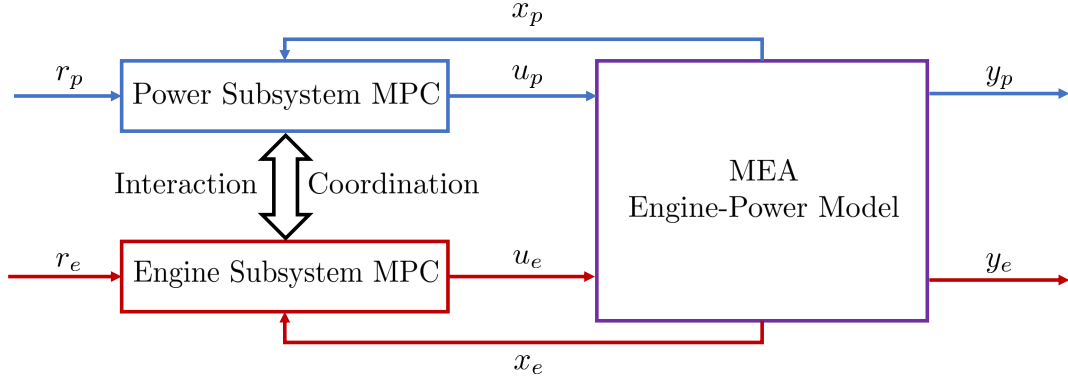 x_p
r_p
Power Subsystem MPC
u_p
y_p
Interaction
Coordination
MEA
Engine-Power Model
r_e
Engine Subsystem MPC
u_e
y_e
x_e